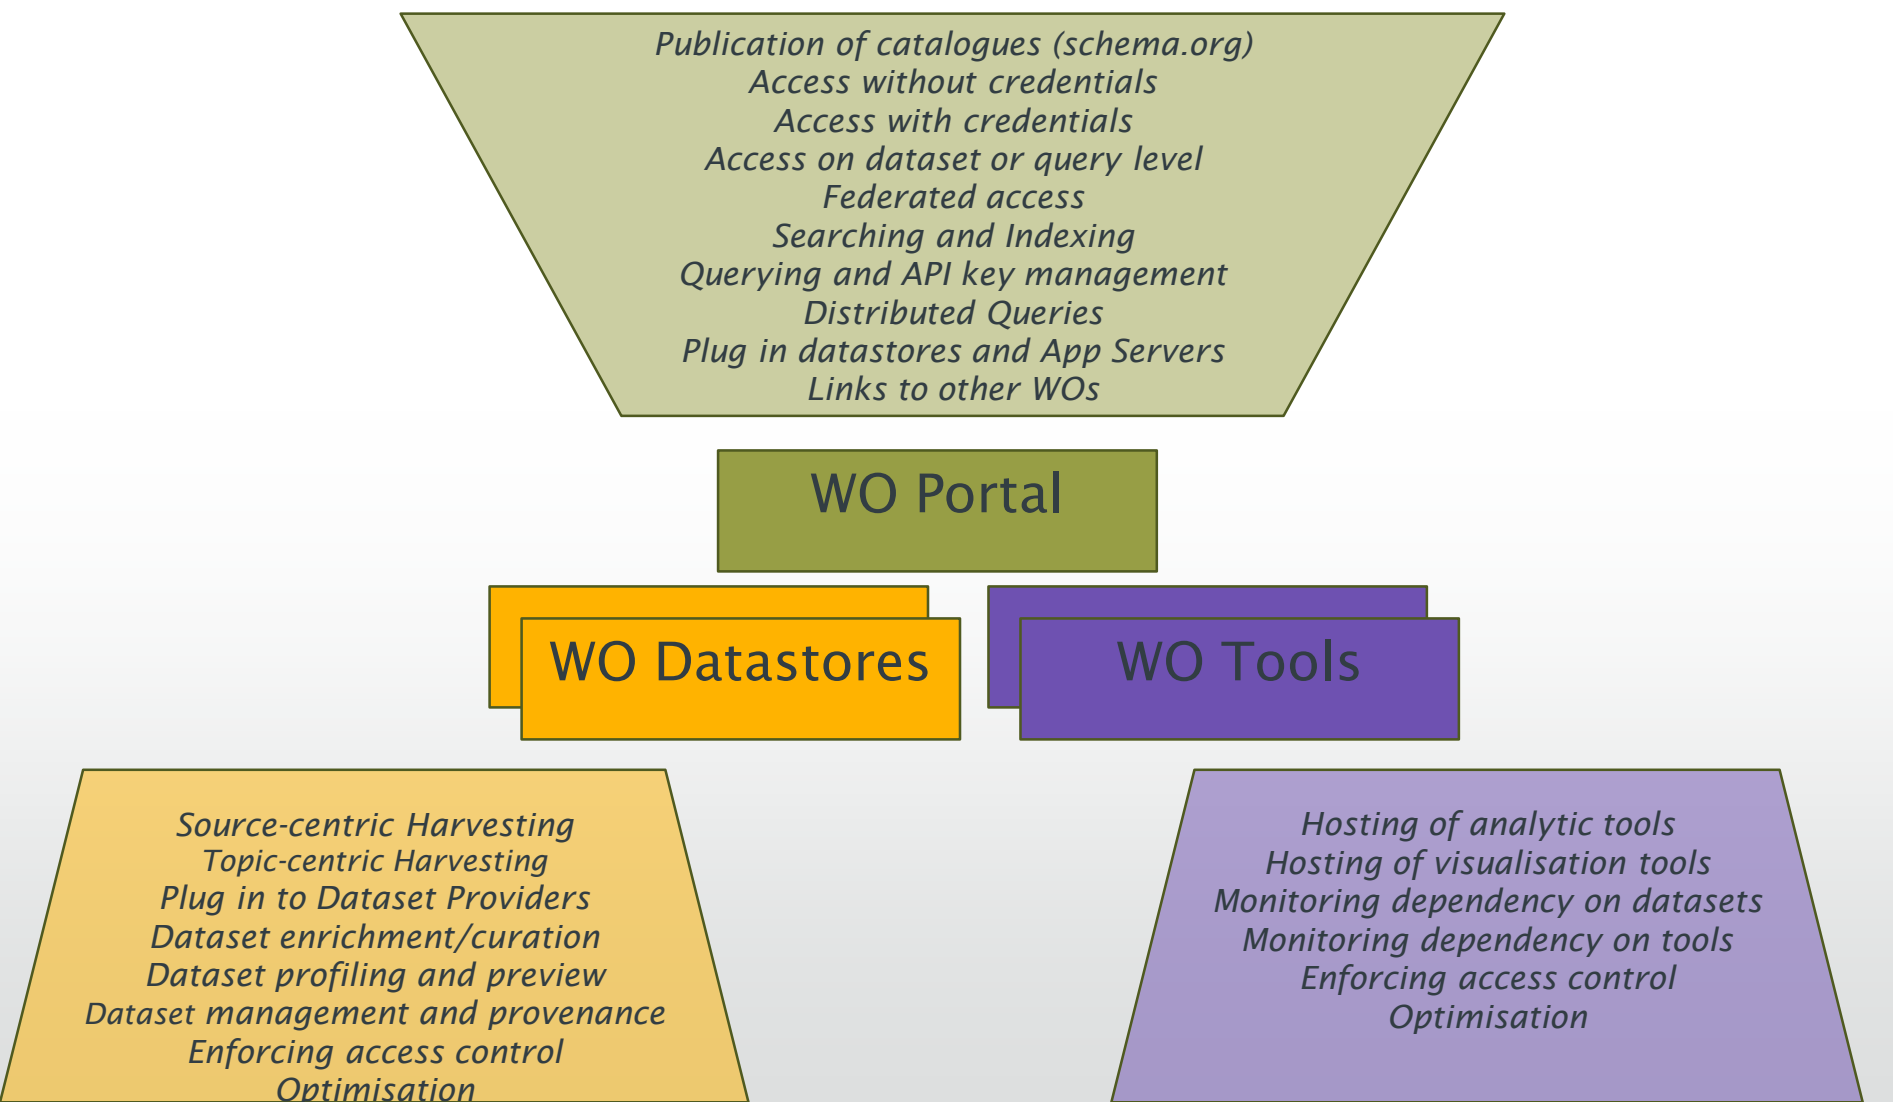 Publication of catalogues (schema.org)
Access without credentials
Access with credentials
Access on dataset or query level
Federated access
Searching and Indexing
Querying and API key management
Distributed Queries
Plug in datastores and App Servers
Links to other WOs
WO Portal
WO Datastores
WO Tools
Source-centric Harvesting
Topic-centric Harvesting
Plug in to Dataset Providers
Dataset enrichment/curation
Dataset profiling and preview
Dataset management and provenance
Enforcing access control
Optimisation
Hosting of analytic tools
Hosting of visualisation tools
Monitoring dependency on datasets
Monitoring dependency on tools
Enforcing access control
Optimisation